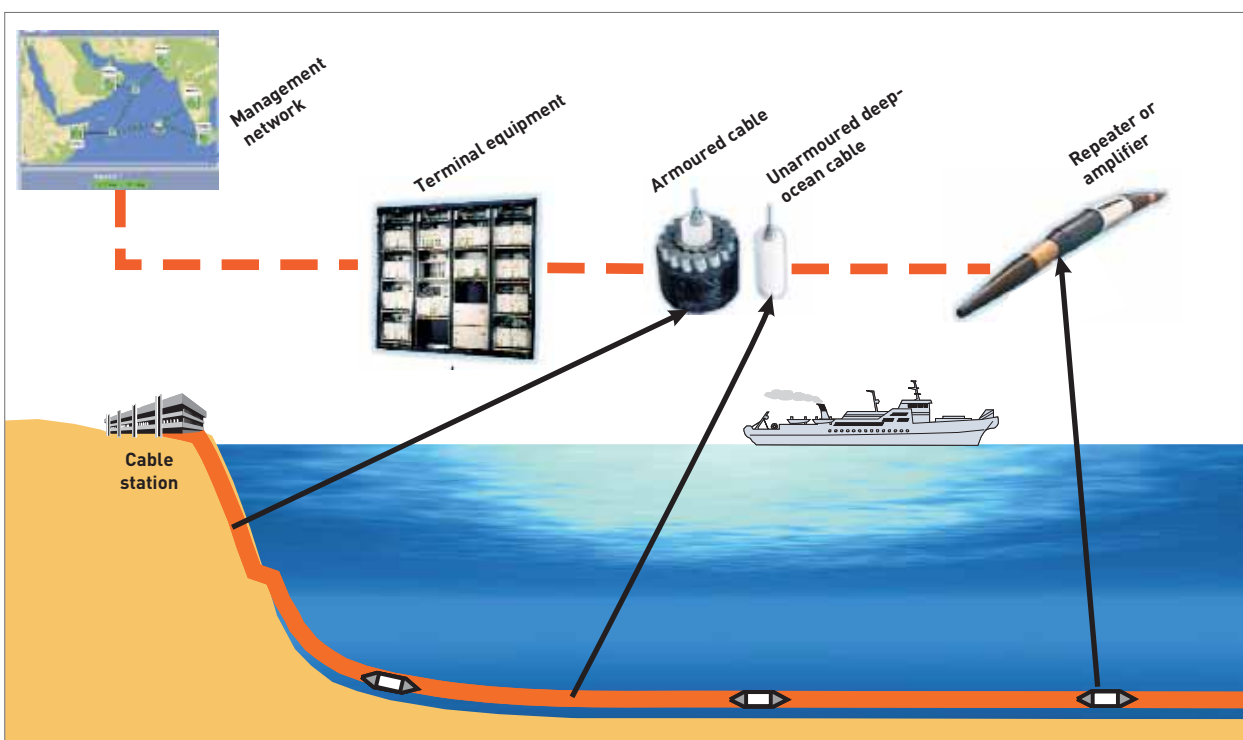 Management
network
Terminal equipment
Armoured cable
Unarmoured deep-
ocean cable
Repeater or
amplifier
Cable
station